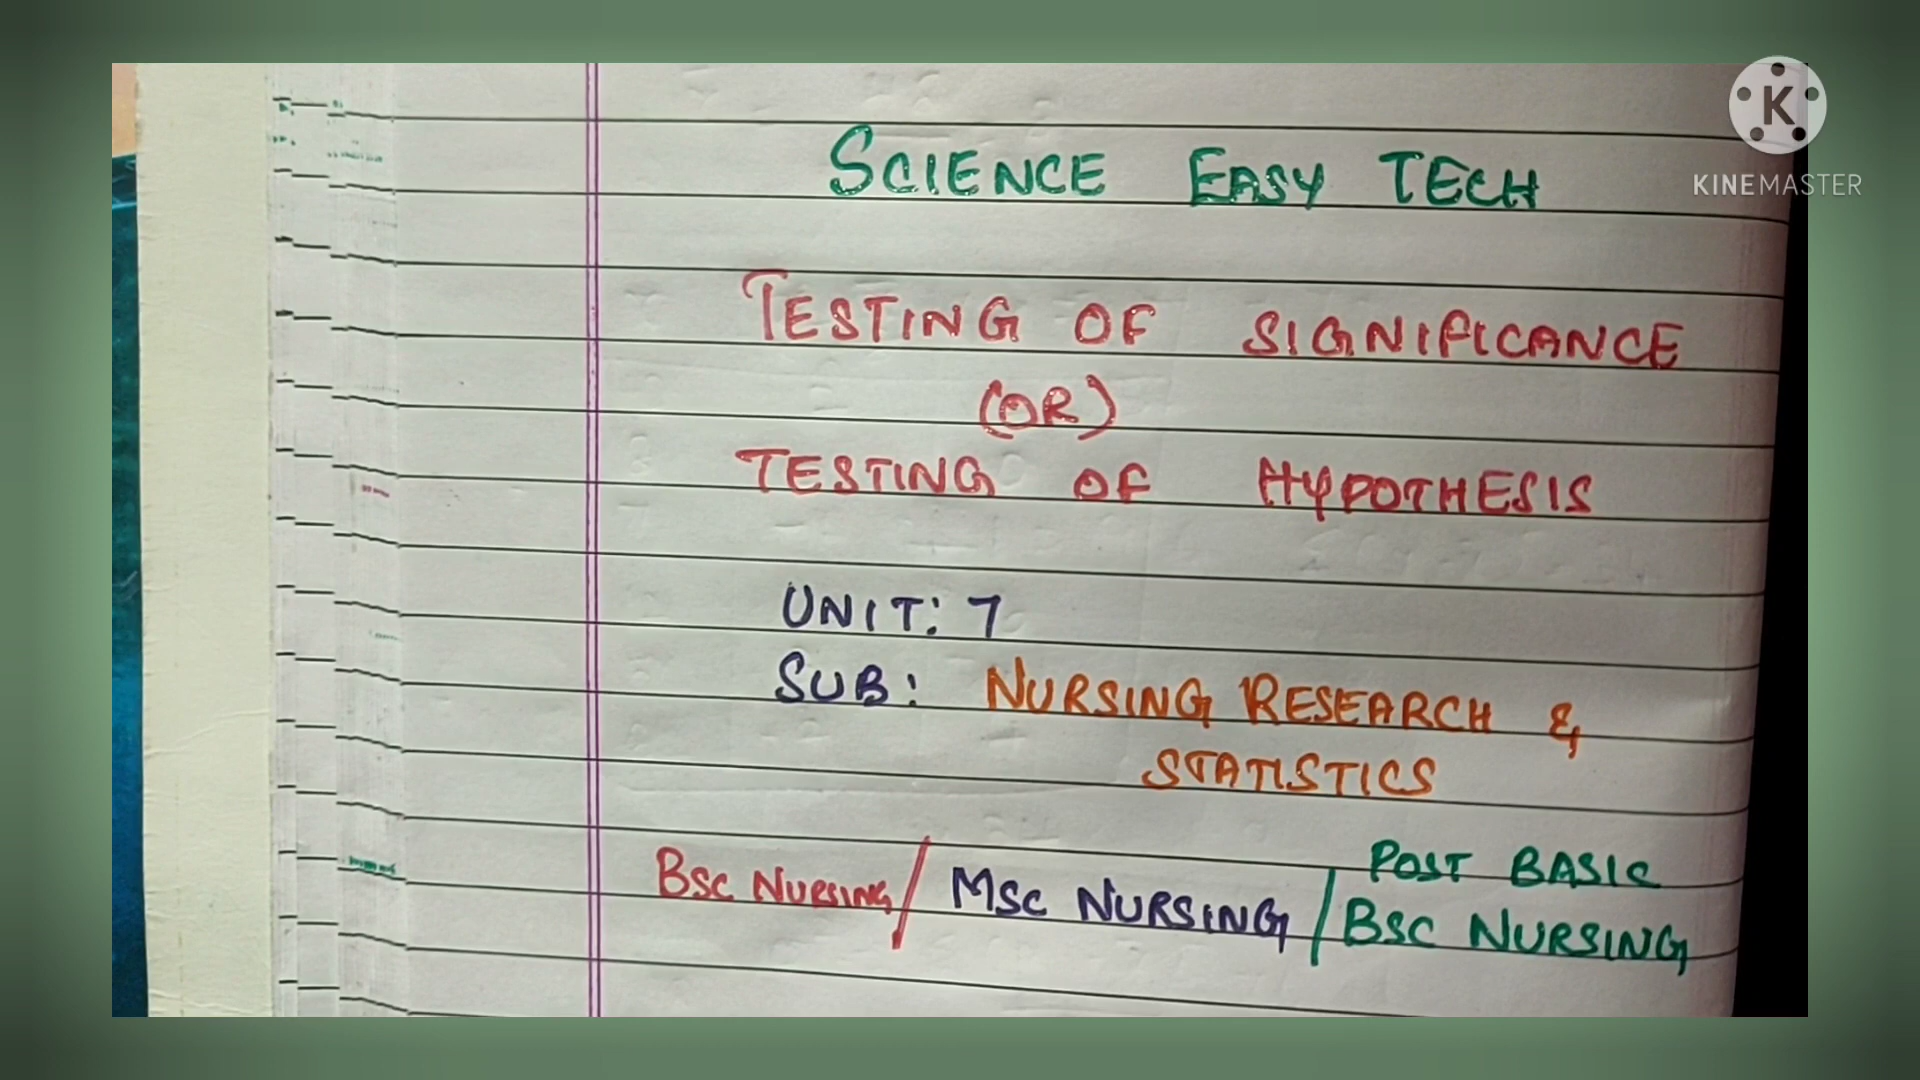 SCIENCE EASY TECH
K
KINEMASTER
TESTING OF SIGNIFICANCE
(OR)
TESTING OF HYPOTHESIS
UNIT: 7
SUB: NURSING RESEARCH &
STATISTICS
BSC NURSING / MSC NURSING / POST BASIC
BSC NURSING